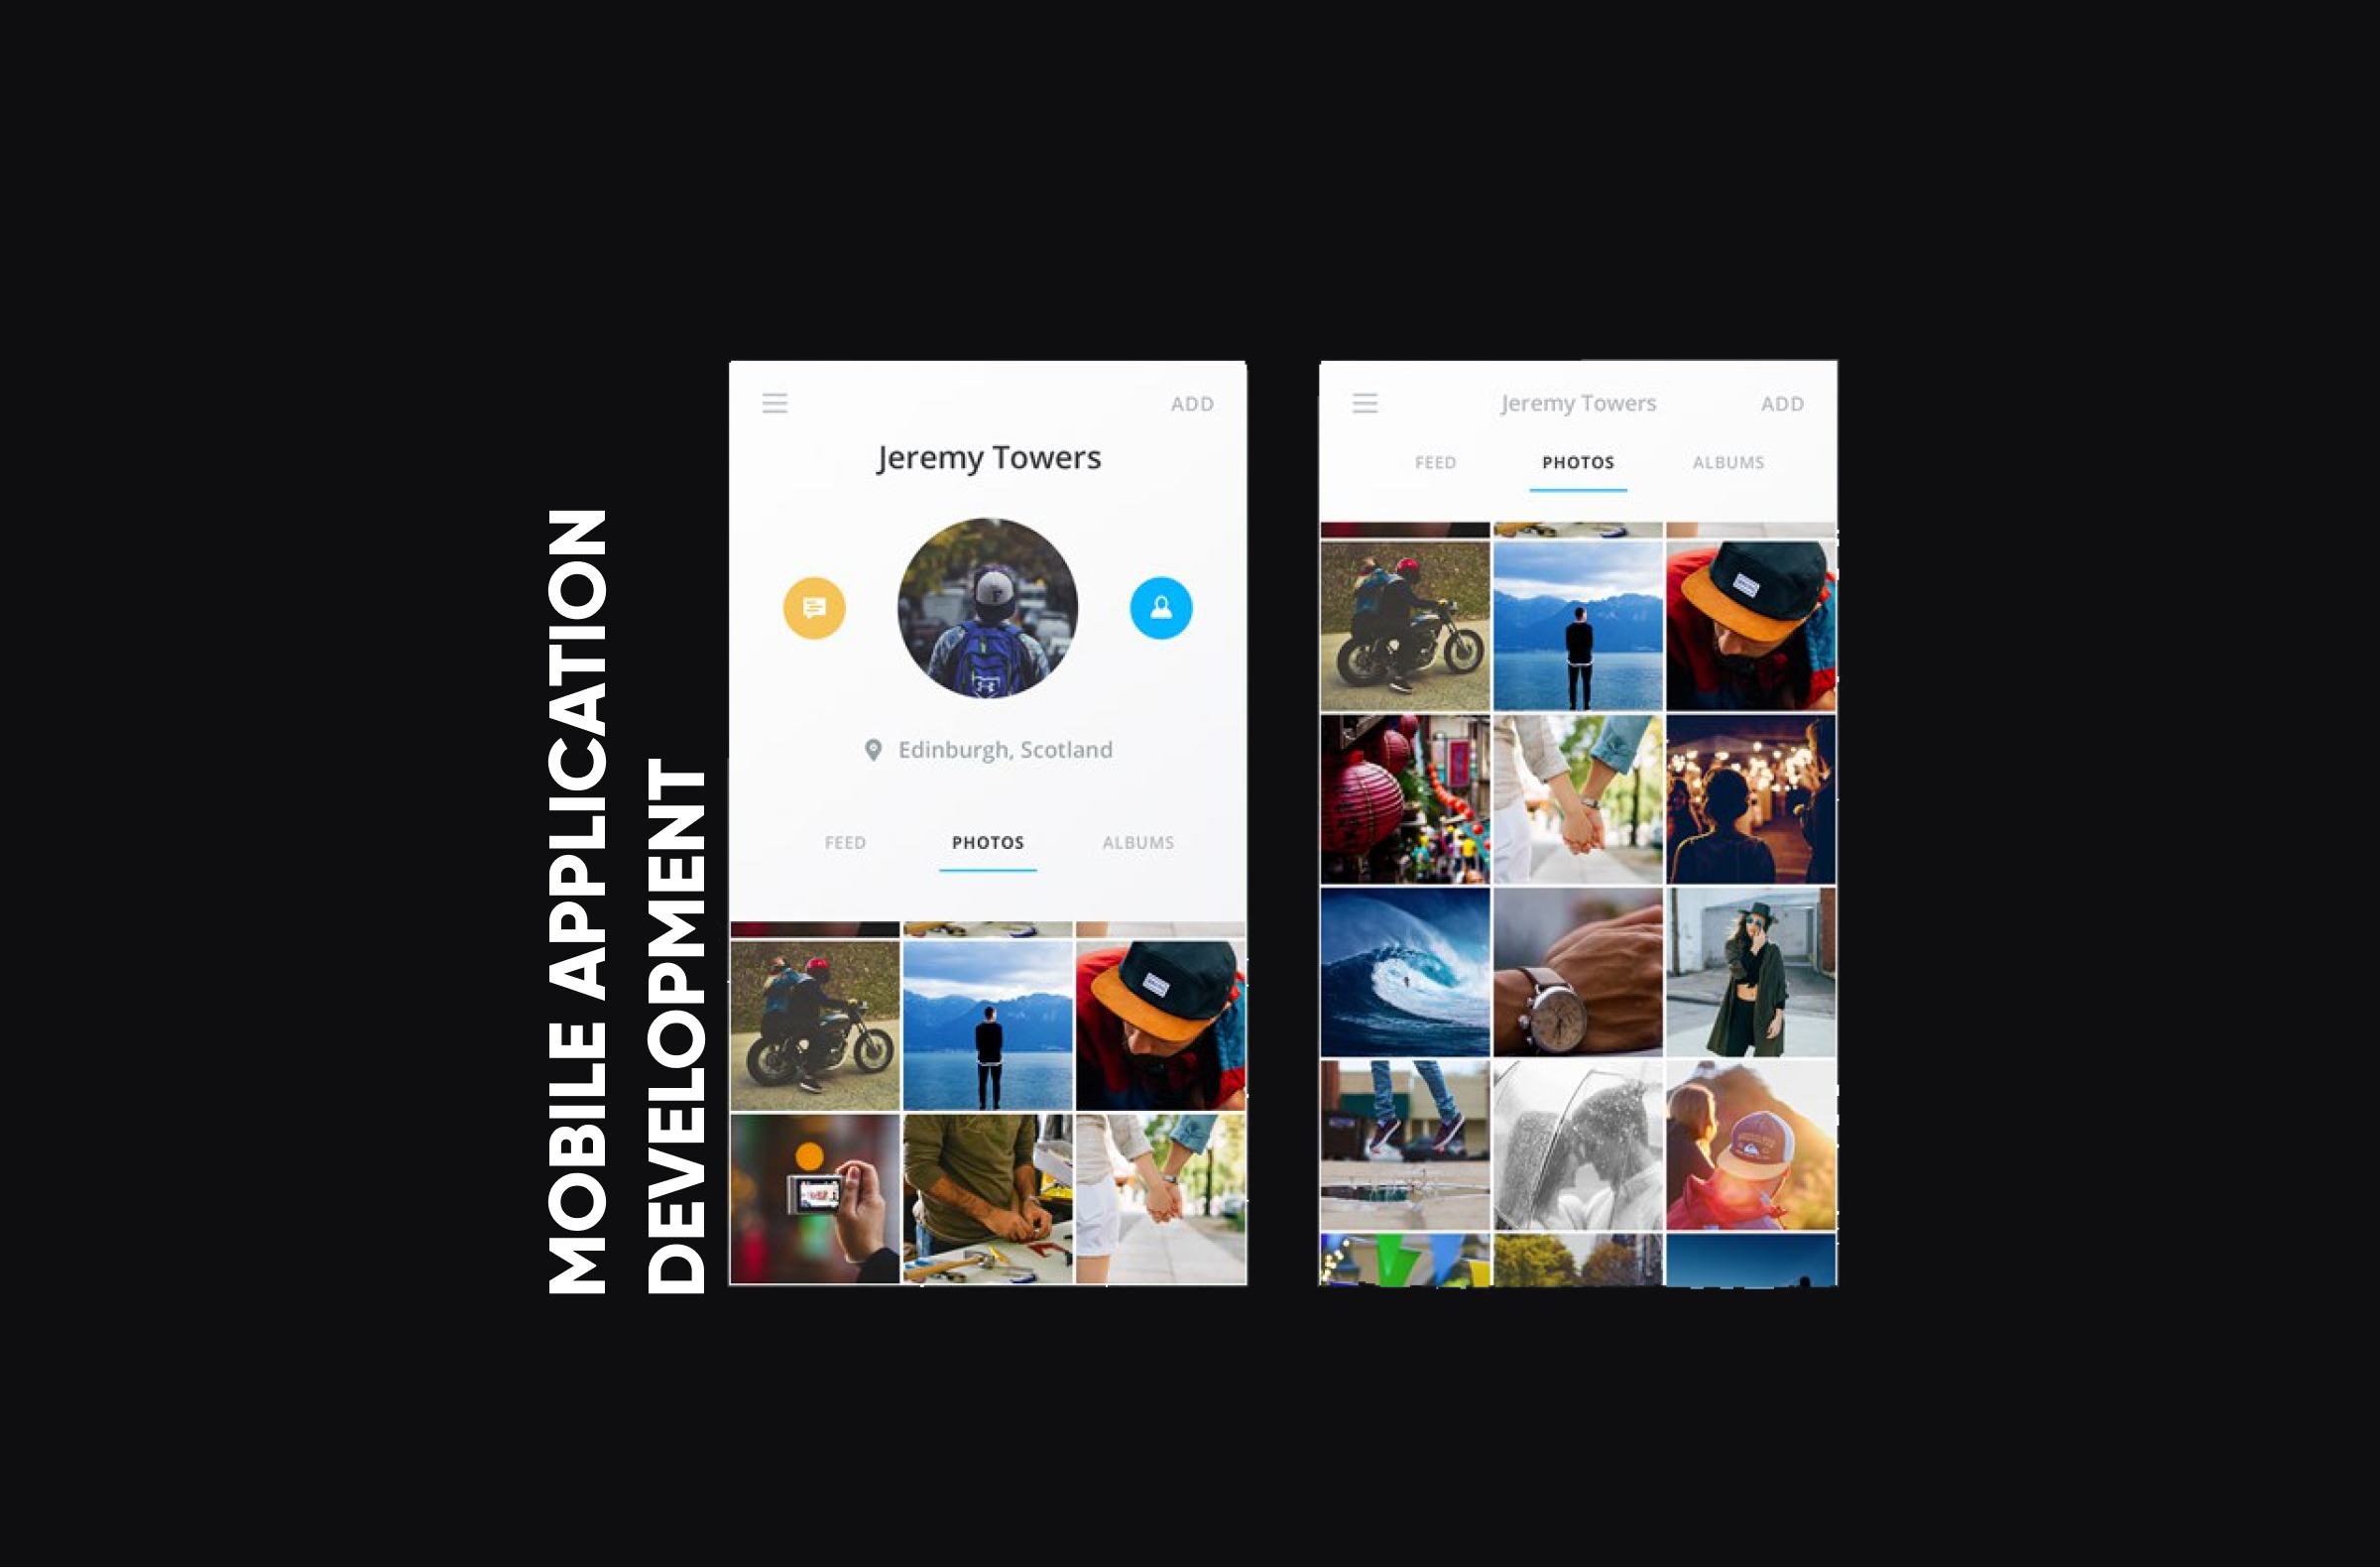 MOBILE APPLICATION
DEVELOPMENT
ADD
Jeremy Towers
Edinburgh, Scotland
FEED PHOTOS ALBUMS
Jeremy Towers ADD
FEED PHOTOS ALBUMS